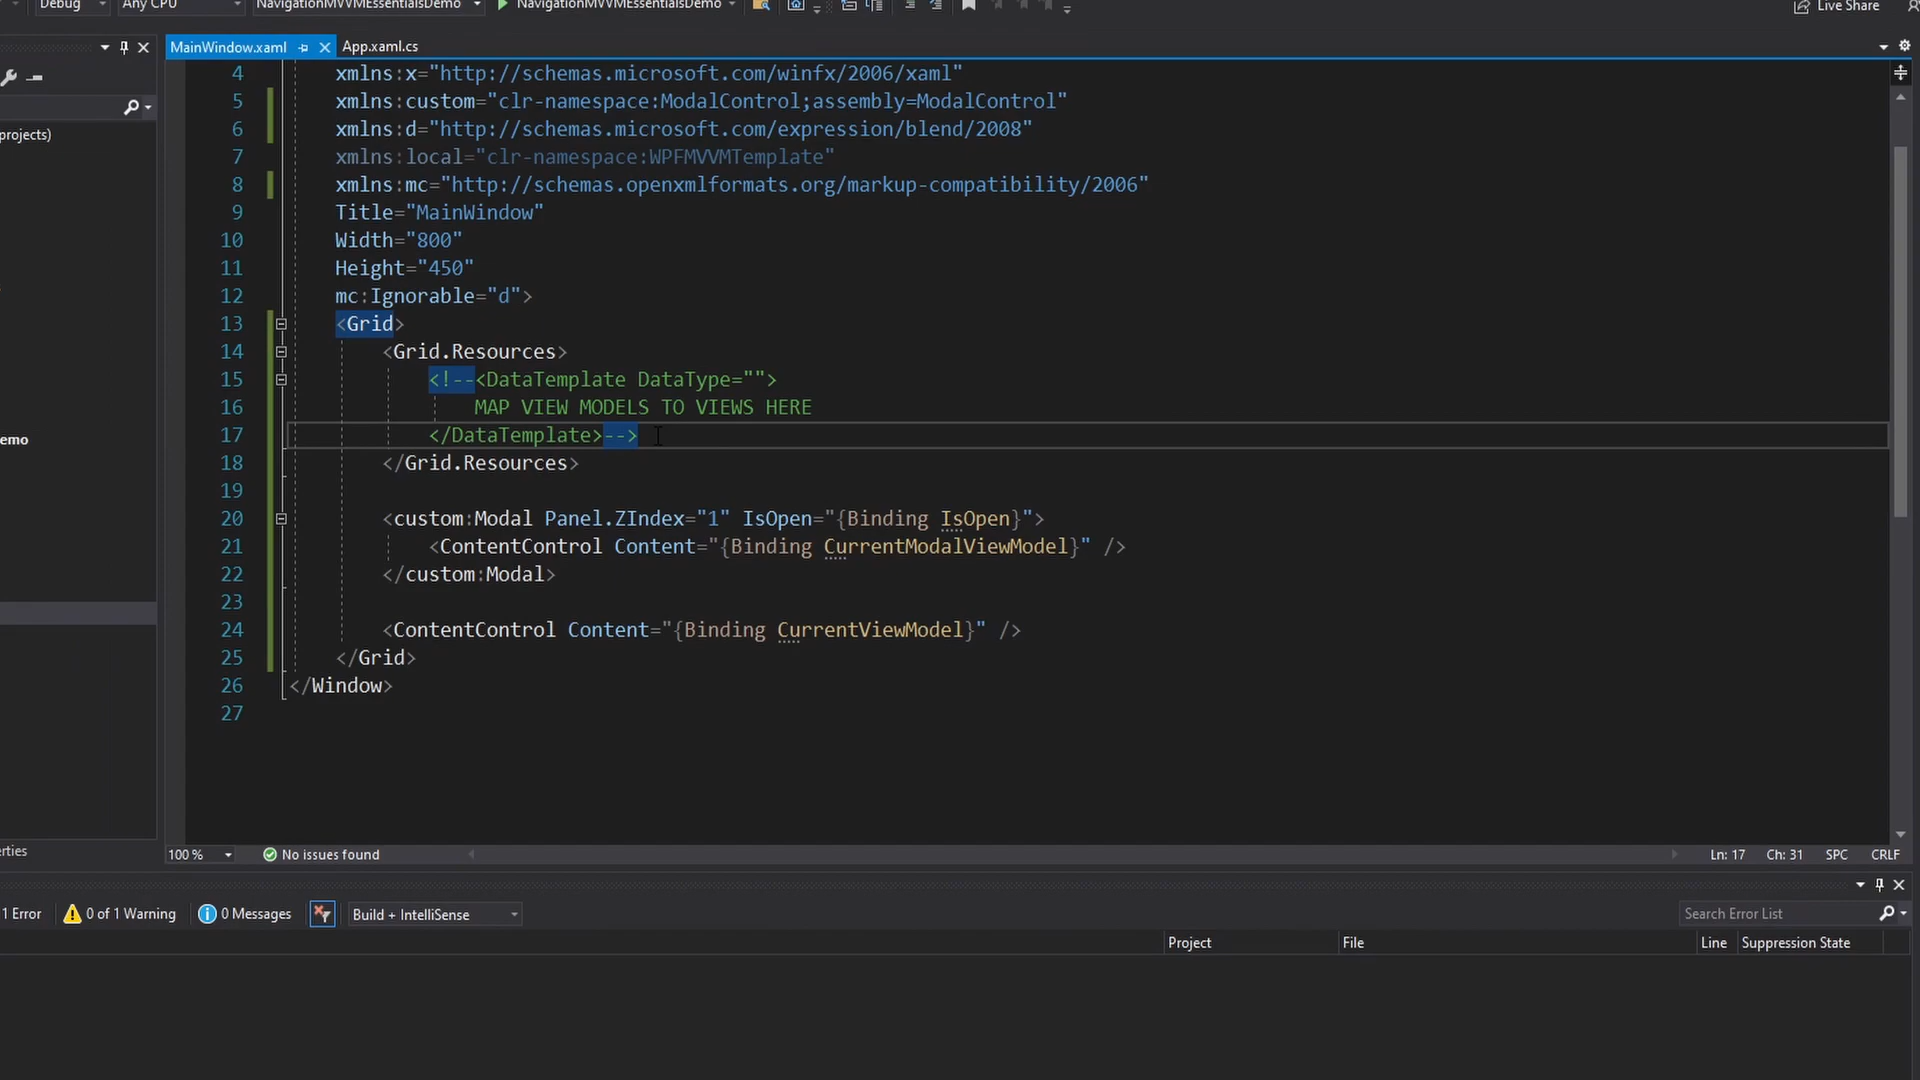 Debug Any CPU NavigationMVVMEssentialsDemo NavigationMVVMEssentialsDemo Live Share
MainWindow.xaml App.xaml.cs
4 xmlns:x="http://schemas.microsoft.com/winfx/2006/xaml"
5 xmlns:custom="clr-namespace:ModalControl;assembly=ModalControl"
6 xmlns:d="http://schemas.microsoft.com/expression/blend/2008"
7 xmlns:local="clr-namespace:WPFMVVMTemplate"
8 xmlns:mc="http://schemas.openxmlformats.org/markup-compatibility/2006"
9 Title="MainWindow"
10 Width="800"
11 Height="450"
12 mc:Ignorable="d">
13 <Grid>
14 <Grid.Resources>
15 <!--<DataTemplate DataType="">
16 MAP VIEW MODELS TO VIEWS HERE
17 </DataTemplate>-->
18 </Grid.Resources>
19
20 <custom:Modal Panel.ZIndex="1" IsOpen="{Binding IsOpen}">
21 <ContentControl Content="{Binding CurrentModalViewModel}" />
22 </custom:Modal>
23
24 <ContentControl Content="{Binding CurrentViewModel}" />
25 </Grid>
26 </Window>
27
projects)
emo
erties
100 % No issues found Ln: 17 Ch: 31 SPC CRLF
1 Error 0 of 1 Warning 0 Messages Build + IntelliSense Search Error List
Project File Line Suppression State